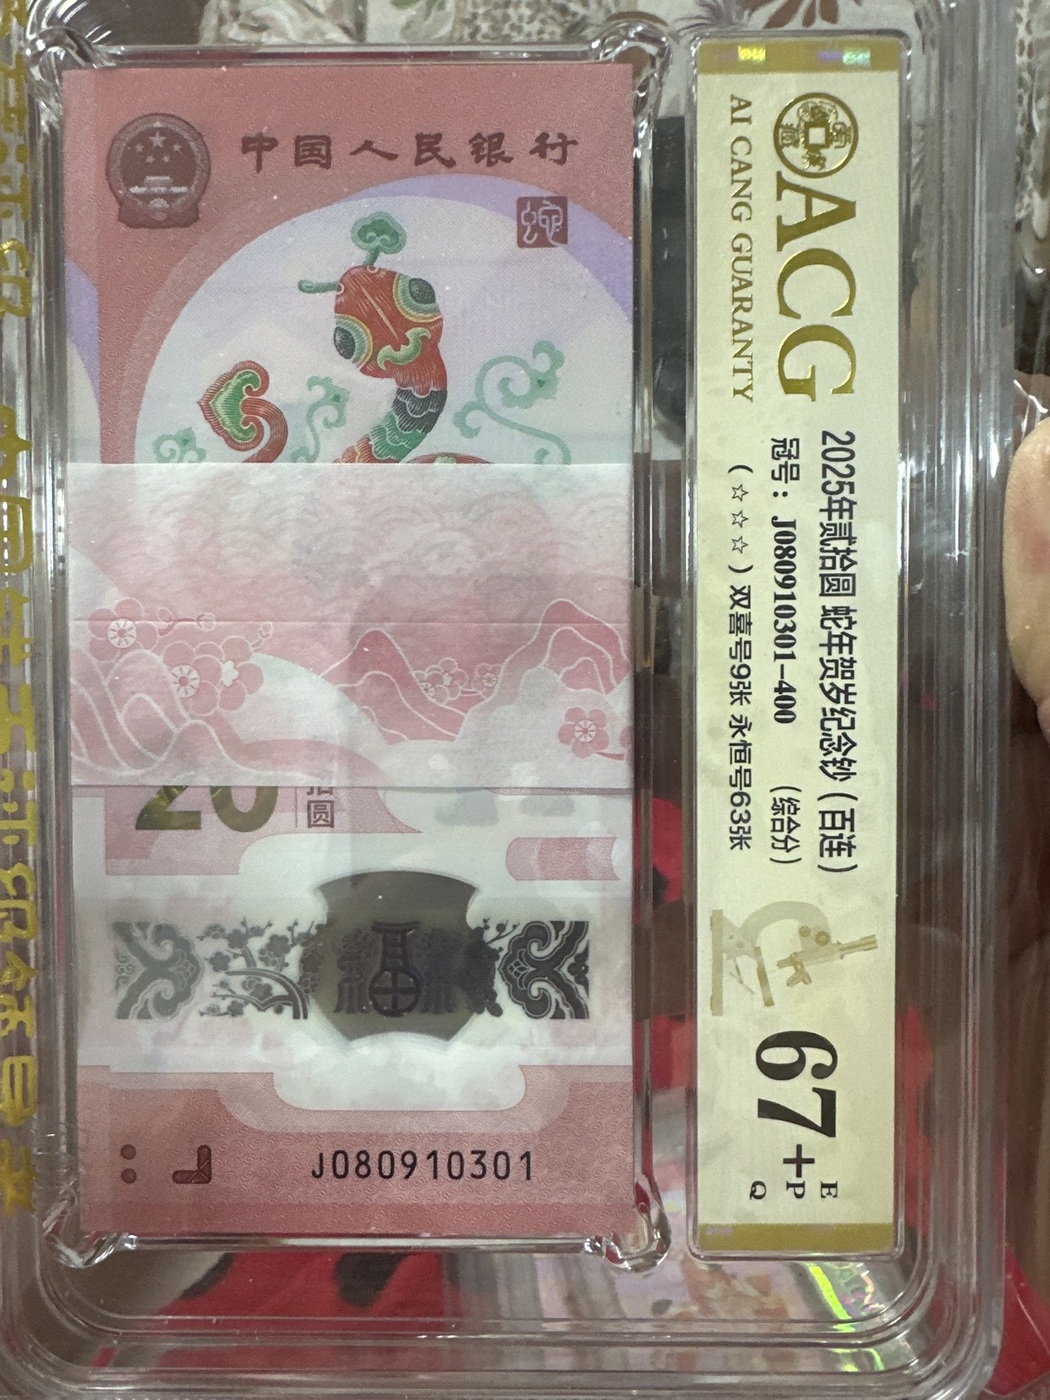 中国人民银行
蛇
20
拾圆
J080910301
ACG
AI CANG GUARANTY
2025年贰拾圆 蛇年贺岁纪念钞（百连）
冠号：J080910301-400 （综合分）
（☆☆☆）双喜号9张 永恒号63张
67+
E
P
Q